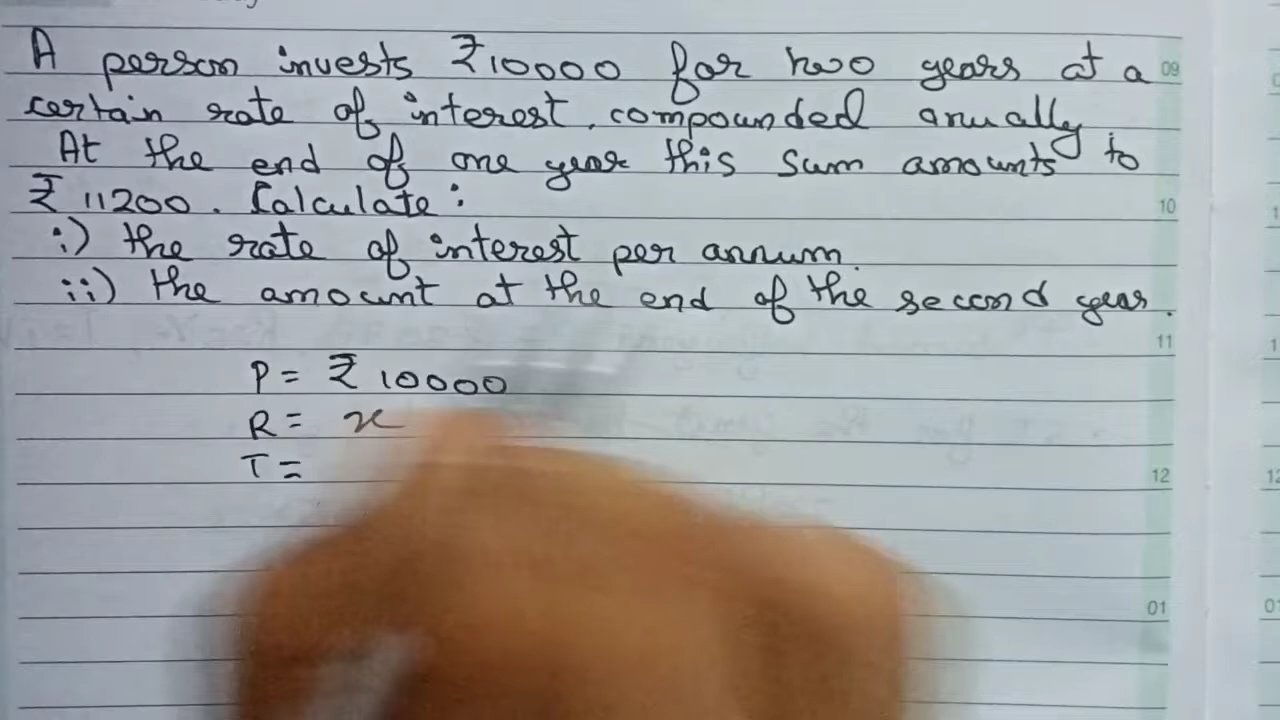 A person invests ₹10000 for two years at a
certain rate of interest, compounded anually
At the end of one year this sum amounts to
₹11200. Calculate:
i) the rate of interest per annum.
ii) the amount at the end of the second year.
P = ₹10000
R = x
T =
09
10
11
12
01